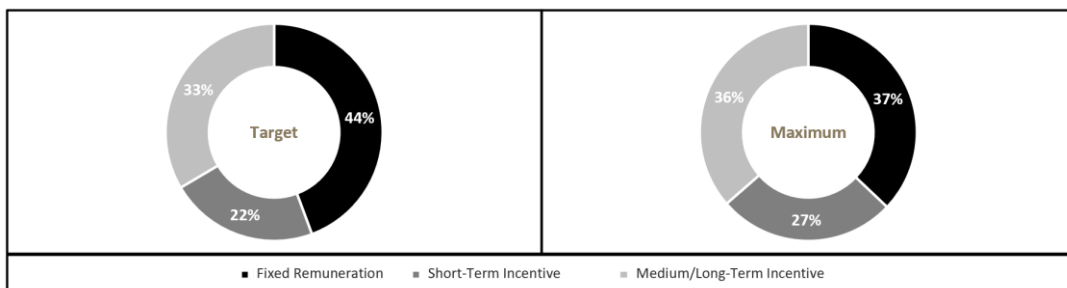 33%
44%
Target
22%
36%
37%
Maximum
27%
Fixed Remuneration
Short-Term Incentive
Medium/Long-Term Incentive